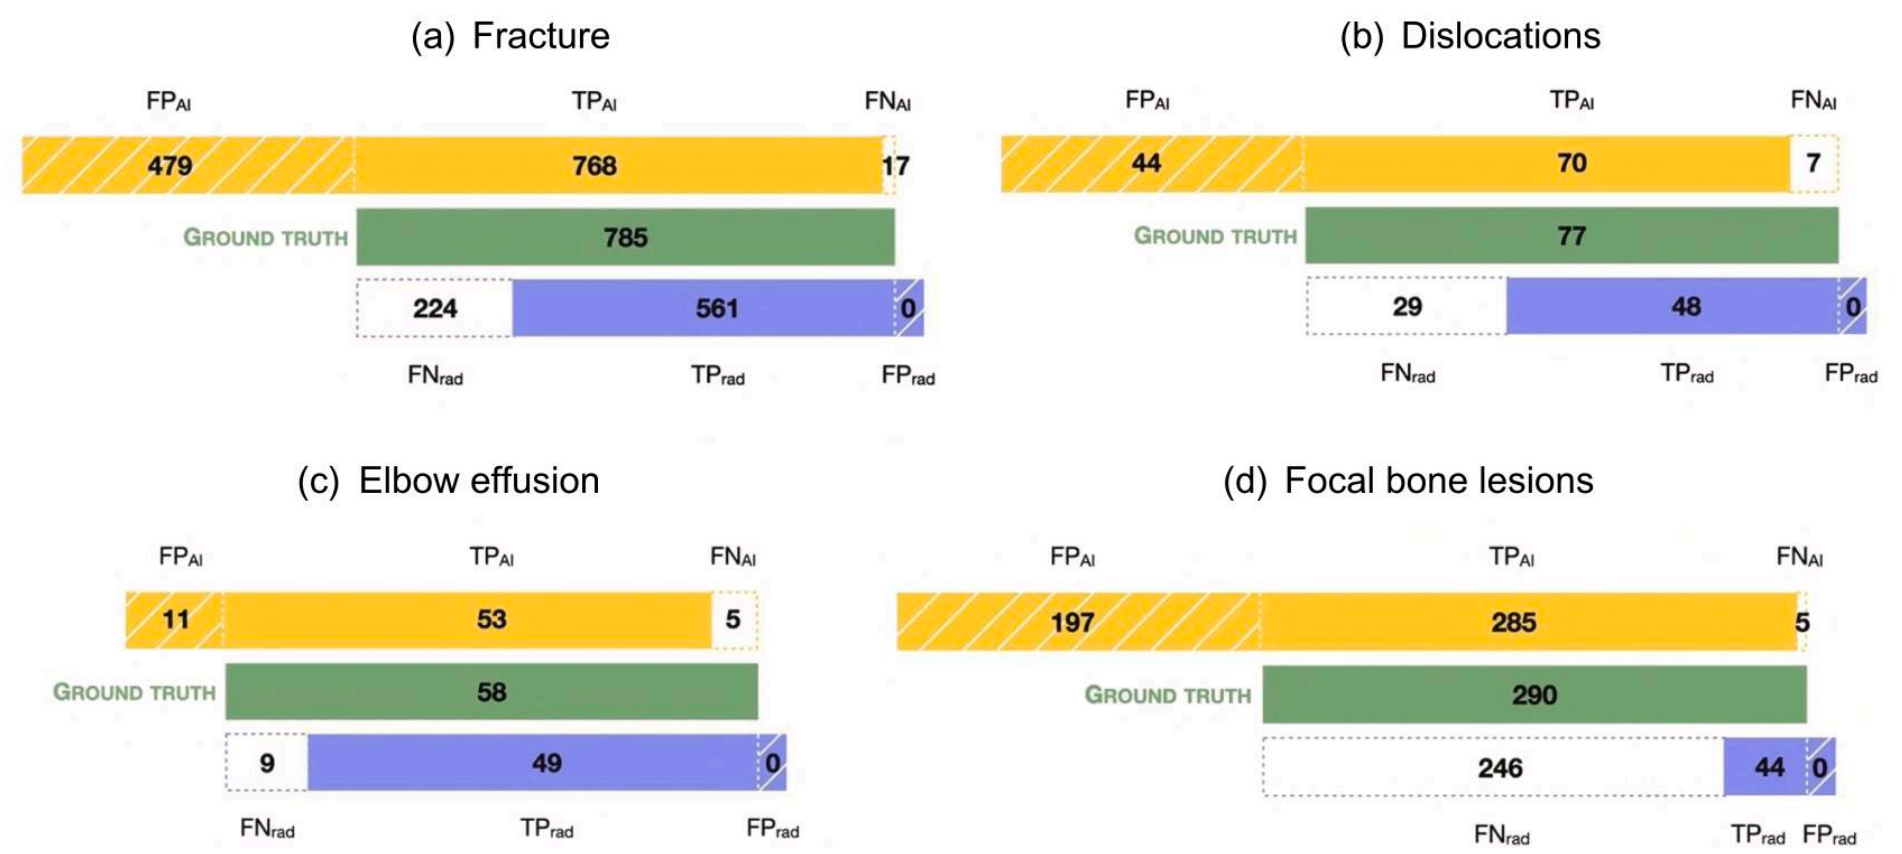 (a) Fracture
FPAI TPAI FNAI
479 768 17
GROUND TRUTH 785
224 561 0
FNrad TPrad FPrad
(b) Dislocations
FPAI TPAI FNAI
44 70 7
GROUND TRUTH 77
29 48 0
FNrad TPrad FPrad
(c) Elbow effusion
FPAI TPAI FNAI
11 53 5
GROUND TRUTH 58
9 49 0
FNrad TPrad FPrad
(d) Focal bone lesions
FPAI TPAI FNAI
197 285 5
GROUND TRUTH 290
246 44 0
FNrad TPrad FPrad